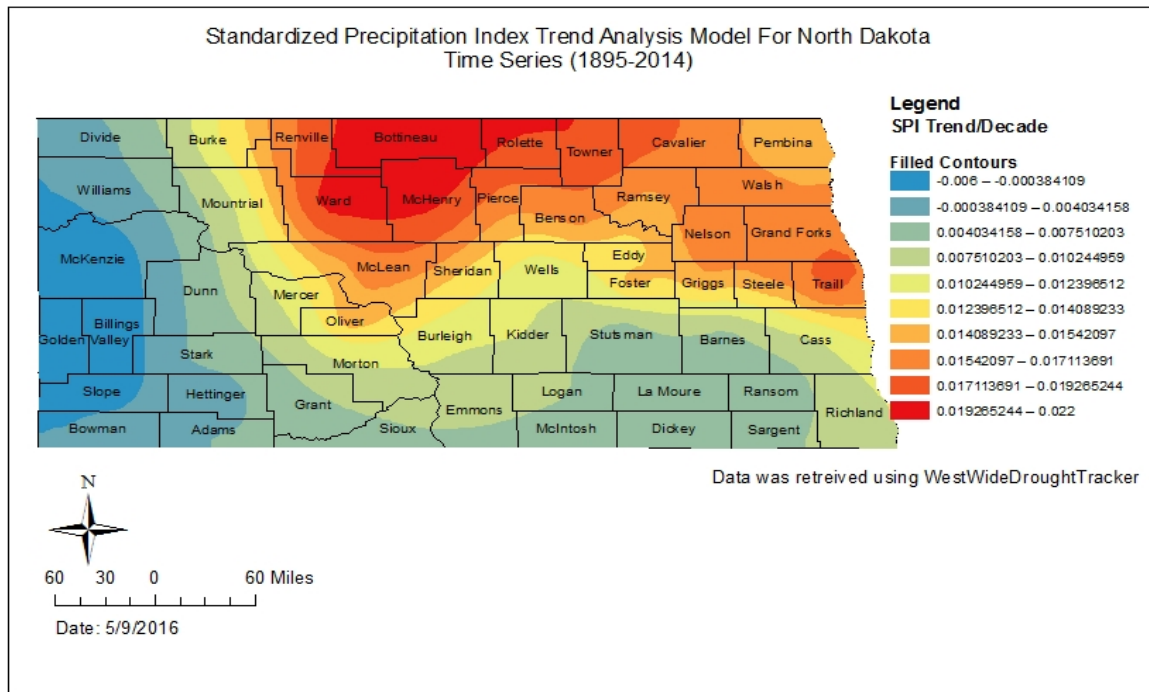 Standardized Precipitation Index Trend Analysis Model For North Dakota
Time Series (1895-2014)
Legend
SPI Trend/Decade
Filled Contours
-0.006 – -0.000384109
-0.000384109 – 0.004034158
0.004034158 – 0.007510203
0.007510203 – 0.010244959
0.010244959 – 0.012396512
0.012396512 – 0.014089233
0.014089233 – 0.01542097
0.01542097 – 0.017113691
0.017113691 – 0.019265244
0.019265244 – 0.022
Divide
Burke
Renville
Bottineau
Rolette
Towner
Cavalier
Pembina
Williams
Mountrial
Ward
McHenry
Pierce
Benson
Ramsey
Walsh
McKenzie
McLean
Sheridan
Wells
Eddy
Nelson
Grand Forks
Dunn
Mercer
Oliver
Foster
Griggs
Steele
Traill
Golden Valley
Billings
Stark
Morton
Burleigh
Kidder
Stutsman
Barnes
Cass
Slope
Hettinger
Grant
Emmons
Logan
La Moure
Ransom
Richland
Bowman
Adams
Sioux
McIntosh
Dickey
Sargent
Data was retreived using WestWideDroughtTracker
N
60 30 0 60 Miles
Date: 5/9/2016